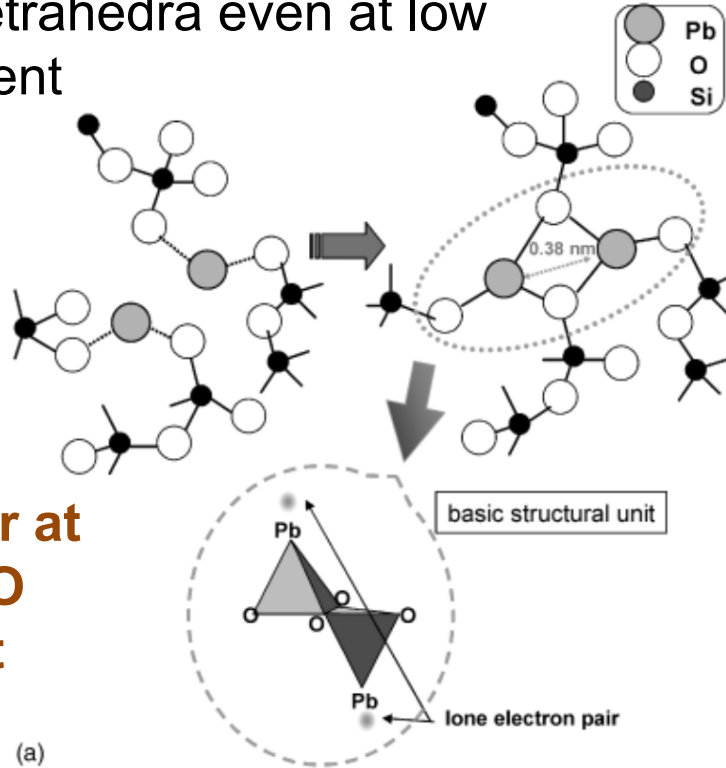 etrahedra even at low
ent
Pb
O
Si
0.38 nm
r at
O
t
basic structural unit
Pb
O
O
O
O
Pb
lone electron pair
(a)